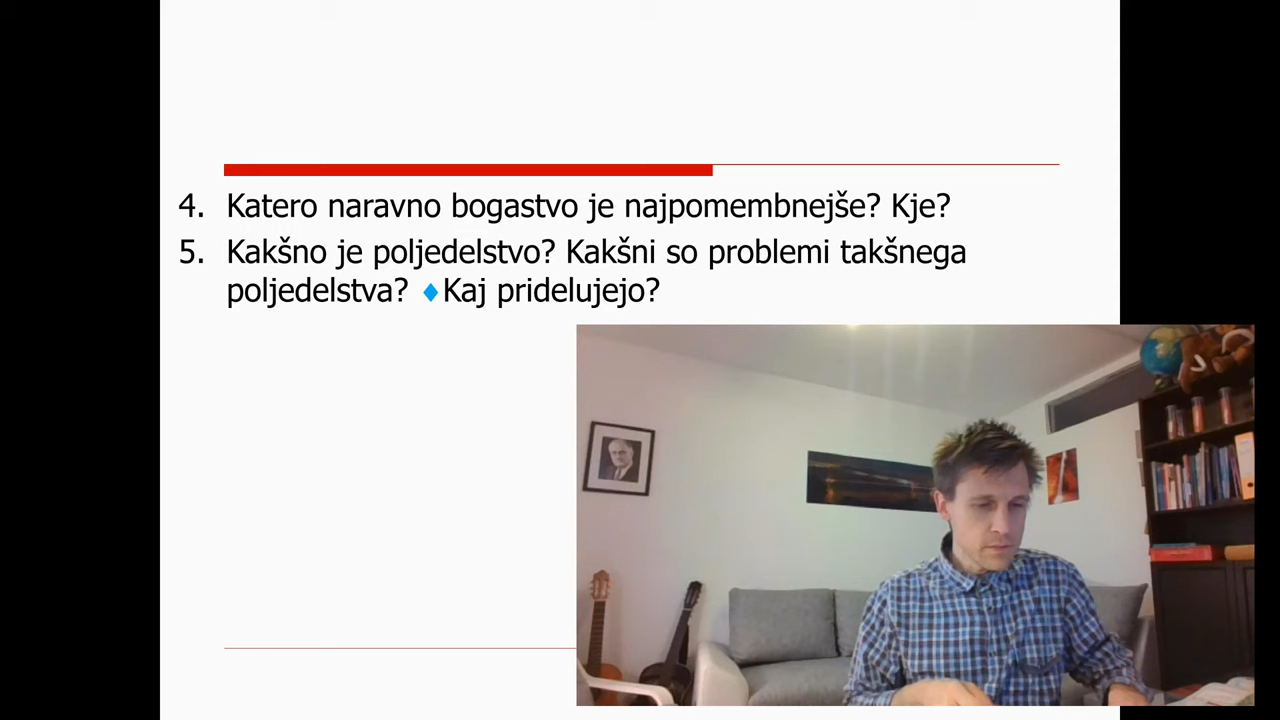 4. Katero naravno bogastvo je najpomembnejše? Kje?
5. Kakšno je poljedelstvo? Kakšni so problemi takšnega
poljedelstva? ♦Kaj pridelujejo?